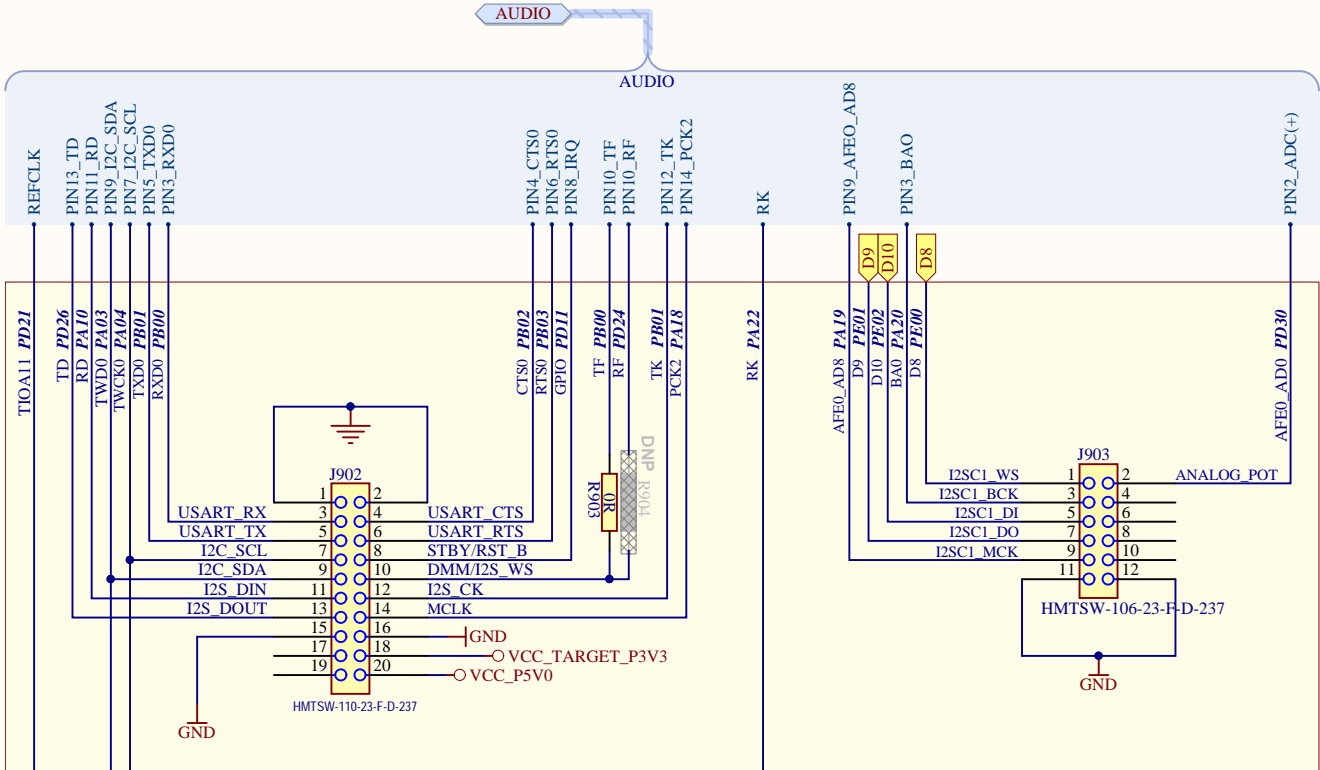 AUDIO
AUDIO
REFCLK
PIN13_TD
PIN11_RD
PIN9_I2C_SDA
PIN7_I2C_SCL
PIN5_TXD0
PIN3_RXD0
PIN4_CTS0
PIN6_RTS0
PIN8_IRQ
PIN10_TF
PIN10_RF
PIN12_TK
PIN14_PCK2
RK
PIN9_AFEO_AD8
PIN3_BAO
PIN2_ADC(+)
D9
D10
D8
TIOA11 PD21
TD PD26
RD PA10
TWD0 PA03
TWCK0 PA04
TXD0 PB01
RXD0 PB00
CTS0 PB02
RTS0 PB03
GPIO PD11
TF PB00
RF PD24
TK PB01
PCK2 PA18
RK PA22
AFE0_AD8 PA19
D9 PE01
D10 PE02
BA0 PA20
D8 PE00
AFE0_AD0 PD30
J902
1 2
USART_RX 3 4 USART_CTS
USART_TX 5 6 USART_RTS
I2C_SCL 7 8 STBY/RST_B
I2C_SDA 9 10 DMM/I2S_WS
I2S_DIN 11 12 I2S_CK
I2S_DOUT 13 14 MCLK
15 16 GND
17 18 VCC_TARGET_P3V3
19 20 VCC_P5V0
HMTSW-110-23-F-D-237
GND
R903
0R
DNP
R904
J903
I2SC1_WS 1 2 ANALOG_POT
I2SC1_BCK 3 4
I2SC1_DI 5 6
I2SC1_DO 7 8
I2SC1_MCK 9 10
11 12
HMTSW-106-23-F-D-237
GND